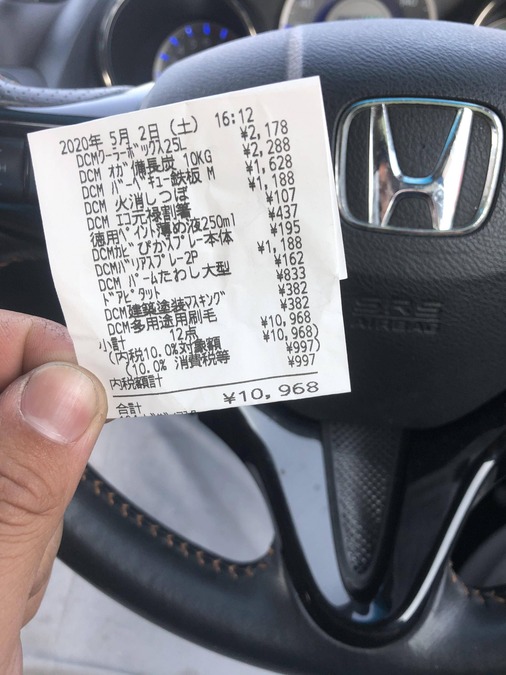 2020年 5月 2日(土) 16:12
DCMｸｰﾗｰﾎﾞｯｸｽ25L ¥2,178
DCM ｵｶﾞ備長炭 10KG ¥2,288
DCM ﾊﾞｰﾍﾞｷｭｰ鉄板 M ¥1,628
DCM 火消しつぼ ¥1,188
DCM ｴｺ元禄割箸 ¥107
徳用ﾍﾟｲﾝﾄ薄め液250ml ¥437
DCMｶﾋﾞぴかｽﾌﾟﾚｰ本体 ¥195
DCMﾊﾞﾘｱｽﾌﾟﾚｰ2P ¥1,188
DCM ﾊﾟｰﾑたわし大型 ¥162
ﾄﾞｱﾋﾟﾀｯﾄ ¥833
DCM建築塗装ﾏｽｷﾝｸﾞ ¥382
DCM多用途用刷毛 ¥382
小計 12点 ¥10,968
(内税10.0%対象額 ¥10,968)
(10.0% 消費税等 ¥997)
内税額計 ¥997
合計 ¥10,968
SRS
AIRBAG